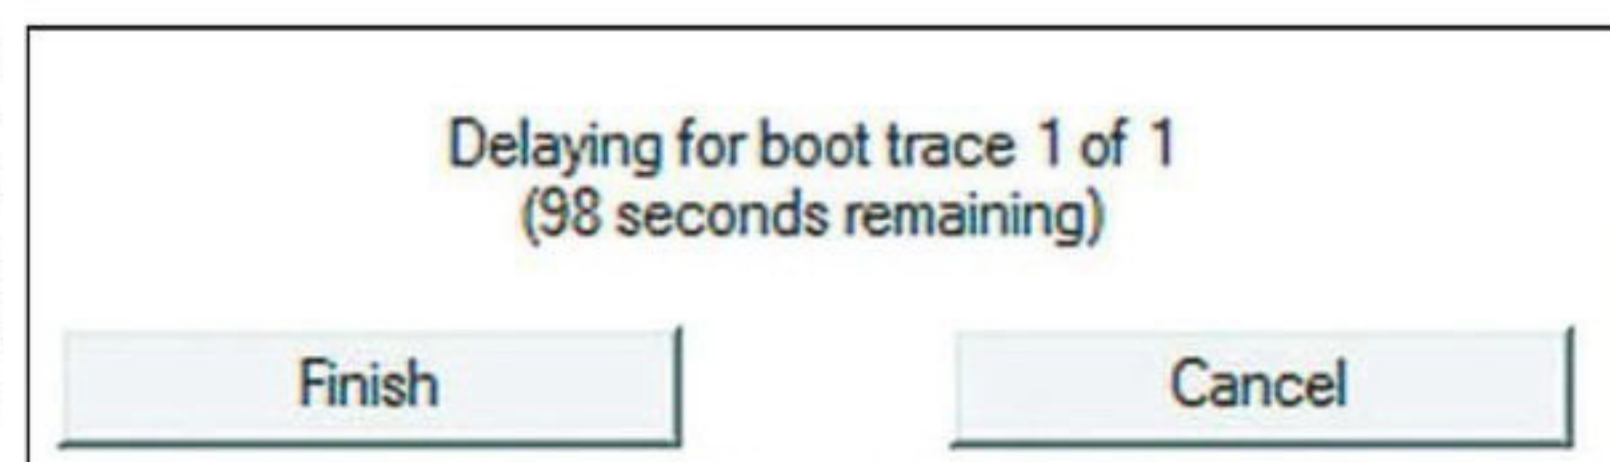 Delaying for boot trace 1 of 1
(98 seconds remaining)
Finish
Cancel